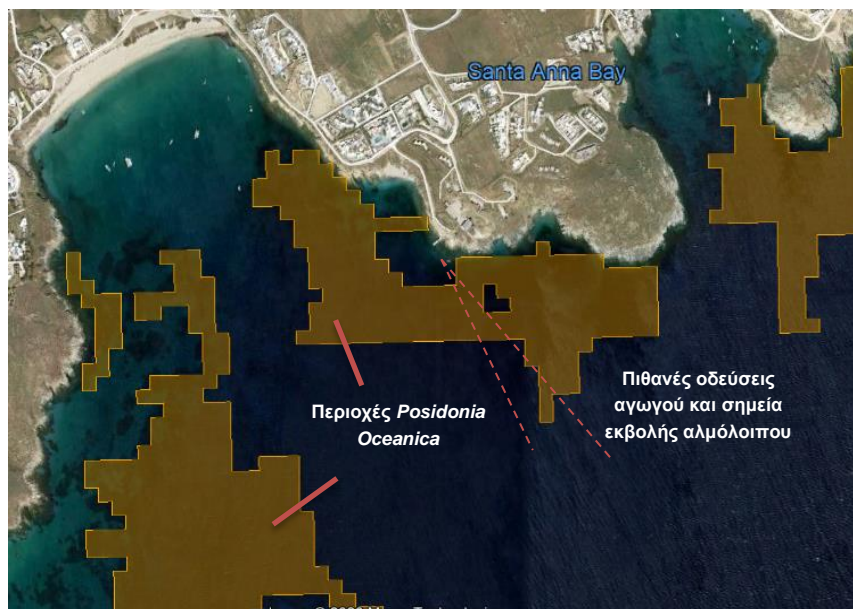 Santa Anna Bay
Περιοχές Posidonia
Oceanica
Πιθανές οδεύσεις
αγωγού και σημεία
εκβολής αλμόλοιπου